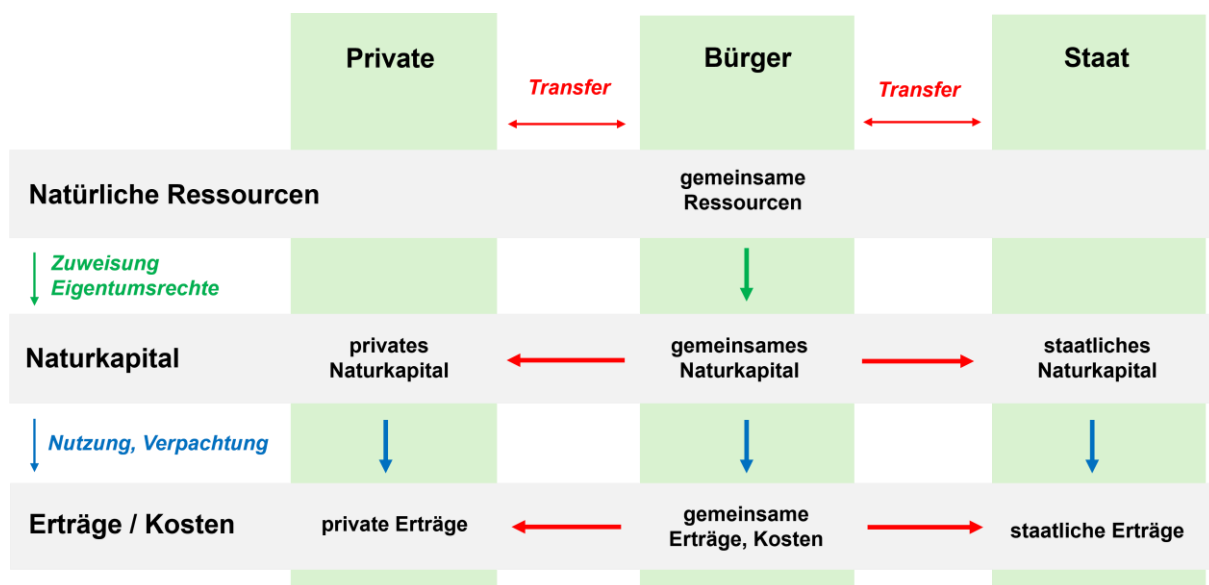 Private
Bürger
Staat
Transfer
Transfer
Natürliche Ressourcen
gemeinsame
Ressourcen
Zuweisung
Eigentumsrechte
Naturkapital
privates
Naturkapital
gemeinsames
Naturkapital
staatliches
Naturkapital
Nutzung, Verpachtung
Erträge / Kosten
private Erträge
gemeinsame
Erträge, Kosten
staatliche Erträge